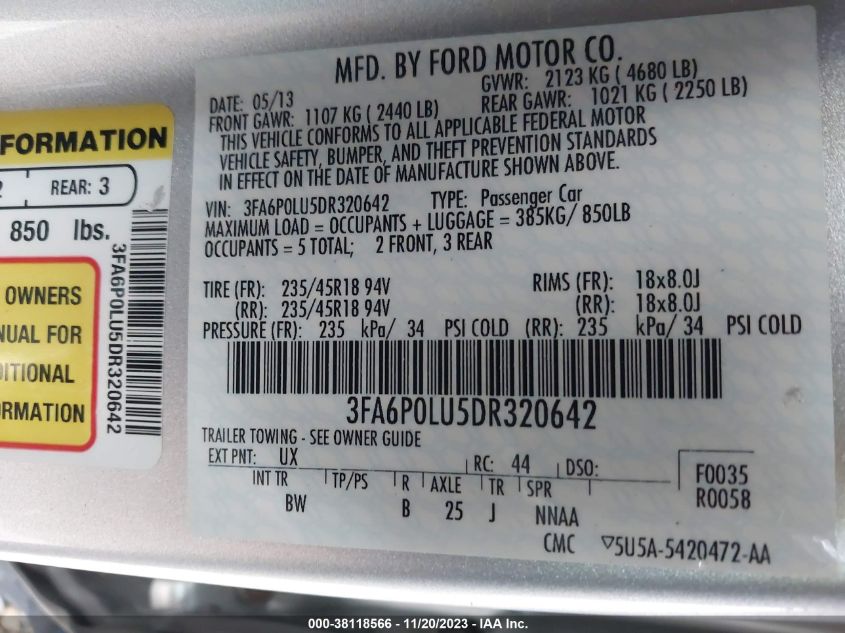 FORMATION
REAR: 3
850 lbs.
OWNERS
NUAL FOR
DITIONAL
ORMATION
3FA6P0LU5DR320642
MFD. BY FORD MOTOR CO.
DATE: 05/13 GVWR: 2123 KG ( 4680 LB)
FRONT GAWR: 1107 KG ( 2440 LB) REAR GAWR: 1021 KG ( 2250 LB)
THIS VEHICLE CONFORMS TO ALL APPLICABLE FEDERAL MOTOR
VEHICLE SAFETY, BUMPER, AND THEFT PREVENTION STANDARDS
IN EFFECT ON THE DATE OF MANUFACTURE SHOWN ABOVE.
VIN: 3FA6P0LU5DR320642 TYPE: Passenger Car
MAXIMUM LOAD = OCCUPANTS + LUGGAGE = 385KG/ 850LB
OCCUPANTS = 5 TOTAL; 2 FRONT, 3 REAR
TIRE (FR): 235/45R18 94V RIMS (FR): 18x8.0J
(RR): 235/45R18 94V (RR): 18x8.0J
PRESSURE (FR): 235 kPa/ 34 PSI COLD (RR): 235 kPa/ 34 PSI COLD
3FA6P0LU5DR320642
TRAILER TOWING - SEE OWNER GUIDE
EXT PNT: UX RC: 44 DSO:
INT TR TP/PS R AXLE TR SPR F0035
BW B 25 J NNAA R0058
CMC ▽5U5A-5420472-AA
000-38118566 - 11/20/2023 - IAA Inc.